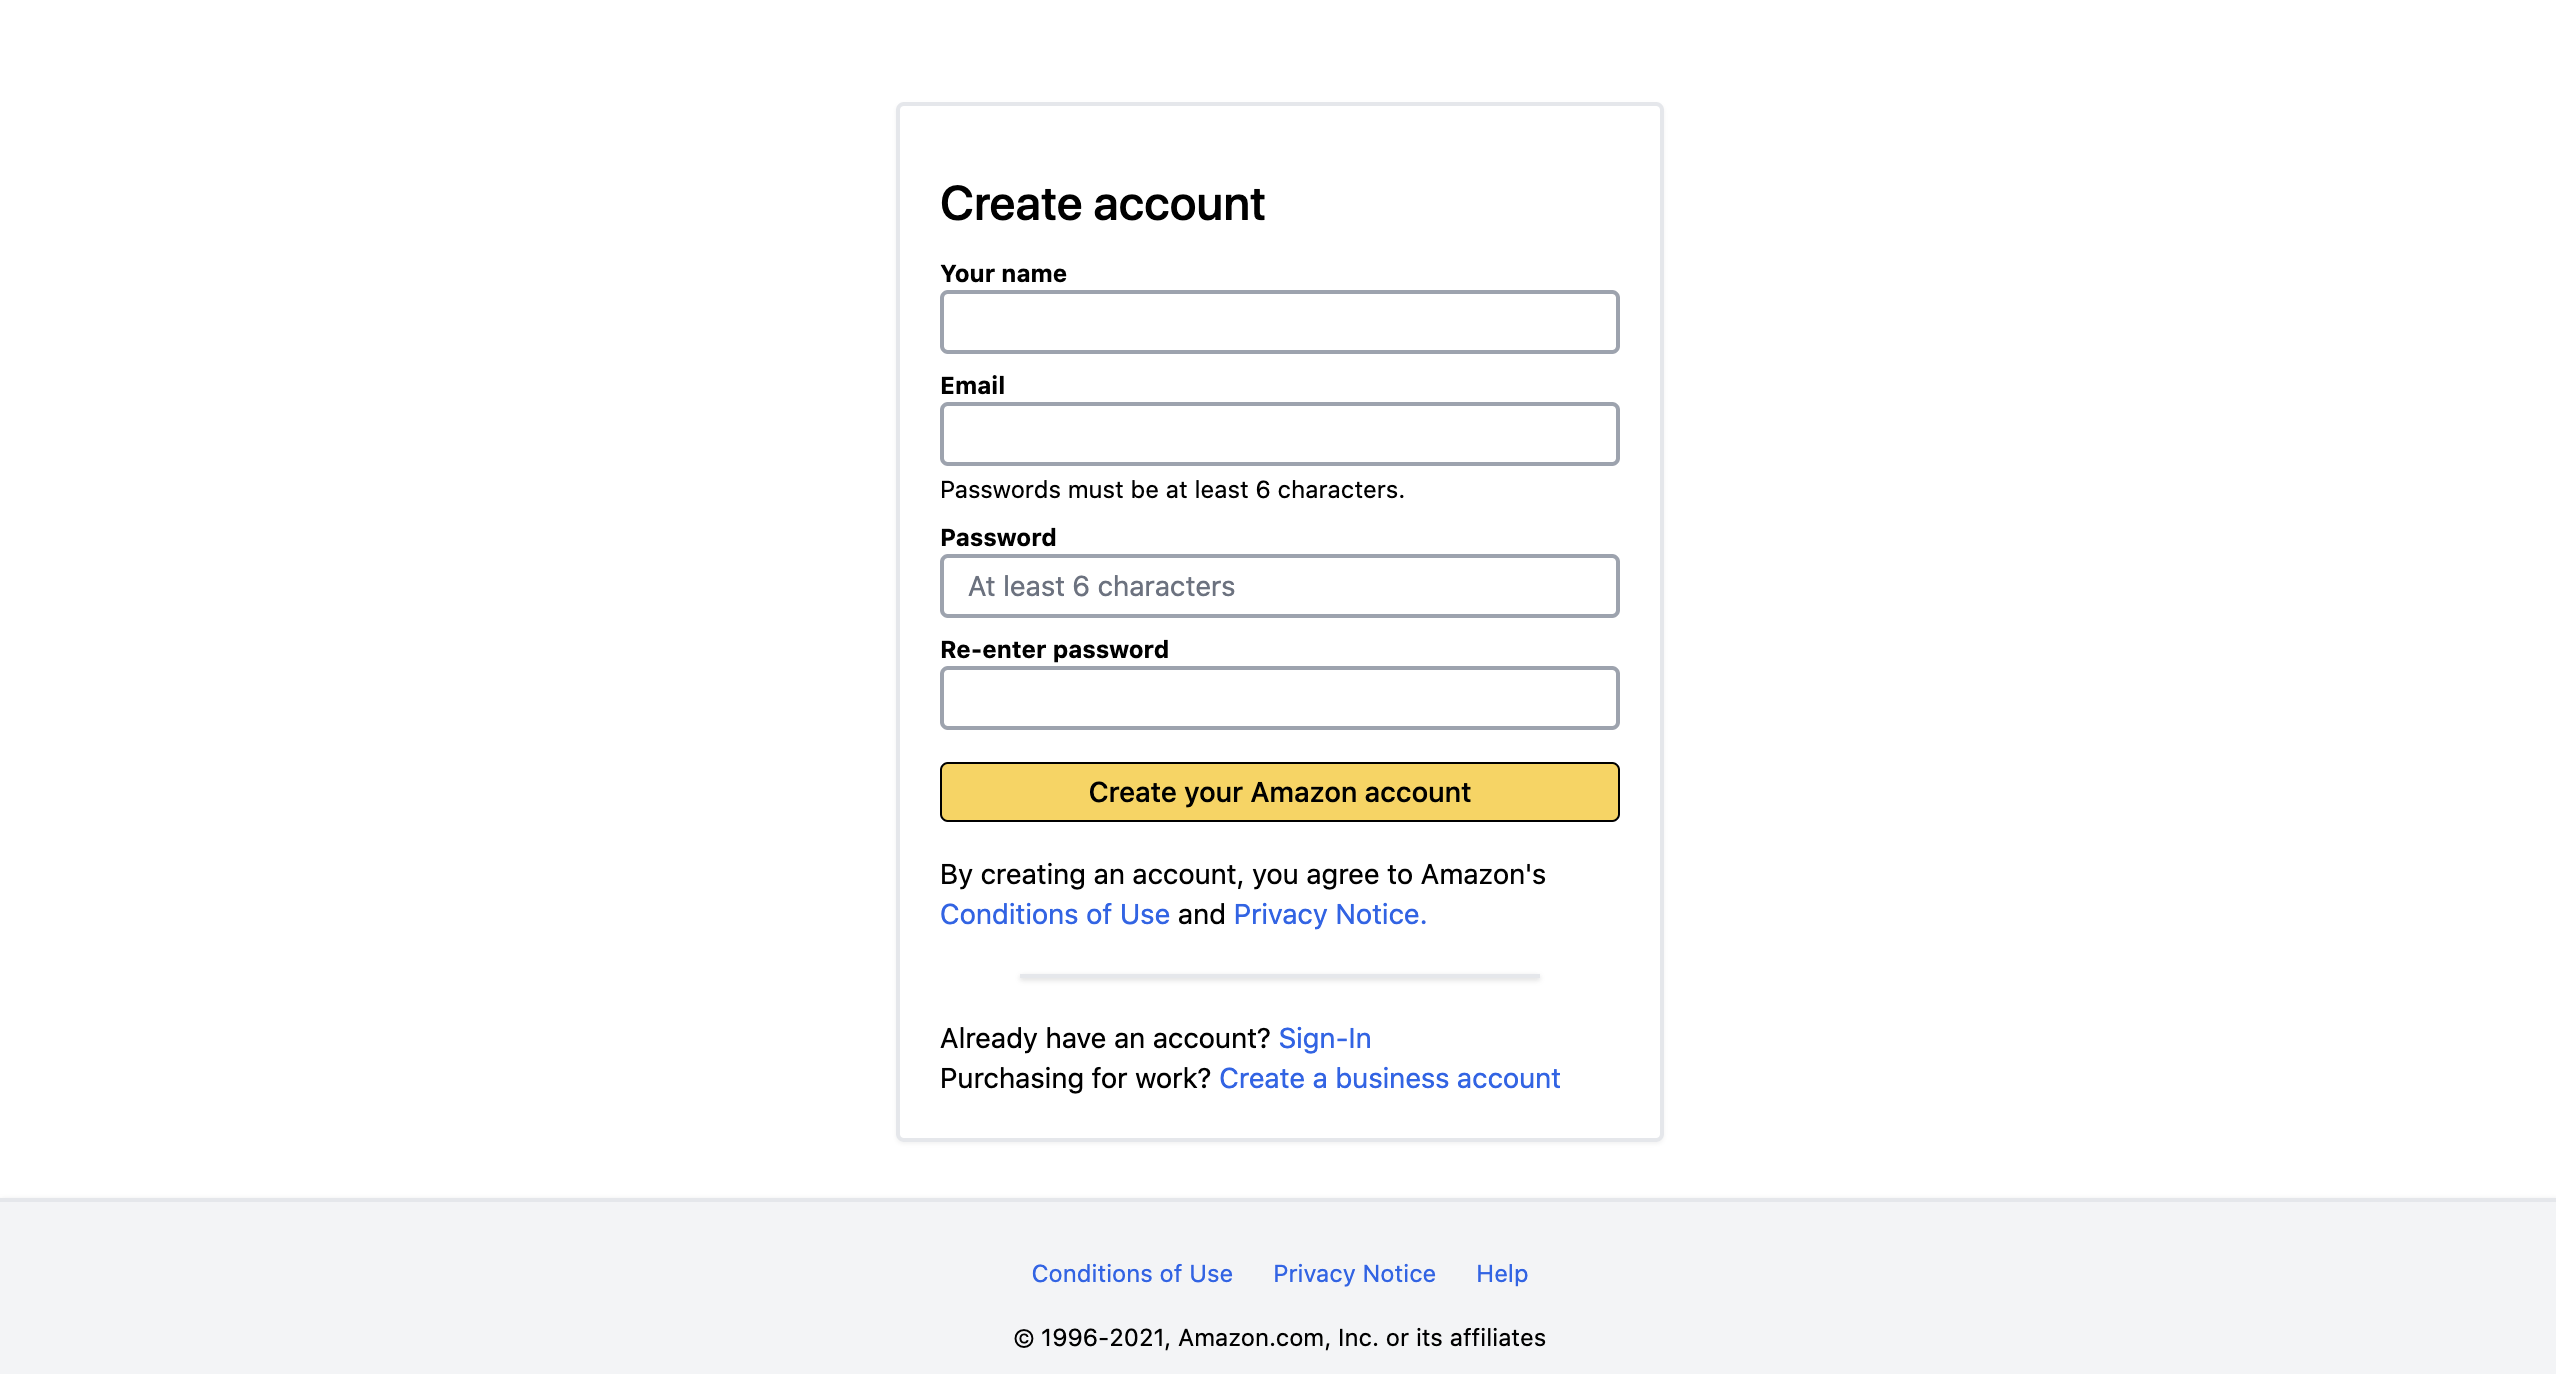 Create account
Your name
Email
Passwords must be at least 6 characters.
Password
At least 6 characters
Re-enter password
Create your Amazon account
By creating an account, you agree to Amazon's
Conditions of Use and Privacy Notice.
Already have an account? Sign-In
Purchasing for work? Create a business account
Conditions of Use Privacy Notice Help
© 1996-2021, Amazon.com, Inc. or its affiliates